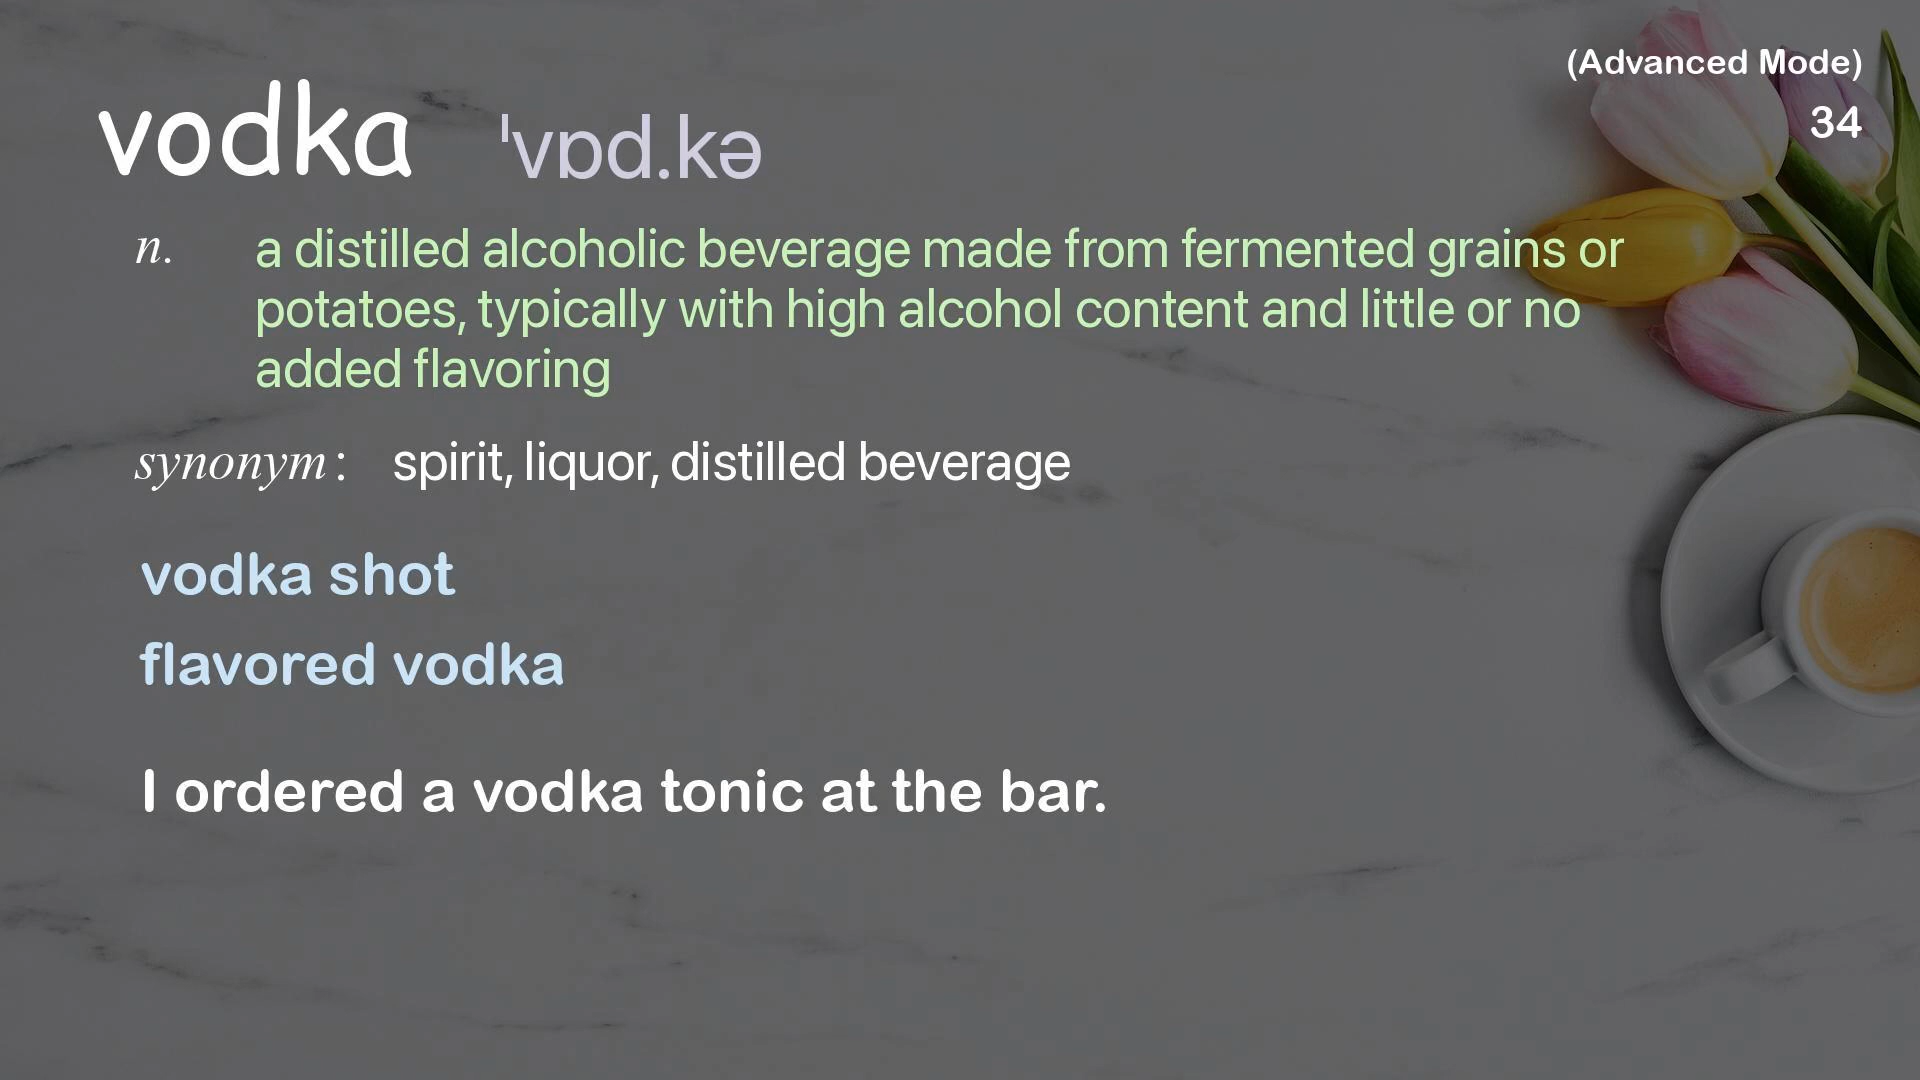 (Advanced Mode)
34
vodka ˈvɒd.kə
n. a distilled alcoholic beverage made from fermented grains or
potatoes, typically with high alcohol content and little or no
added flavoring
synonym: spirit, liquor, distilled beverage
vodka shot
flavored vodka
I ordered a vodka tonic at the bar.